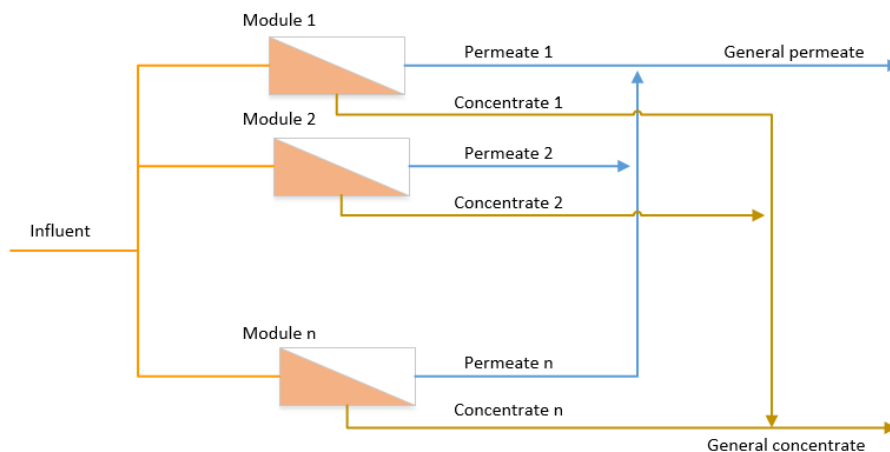 Module 1
Permeate 1
General permeate
Concentrate 1
Module 2
Permeate 2
Concentrate 2
Influent
Module n
Permeate n
Concentrate n
General concentrate